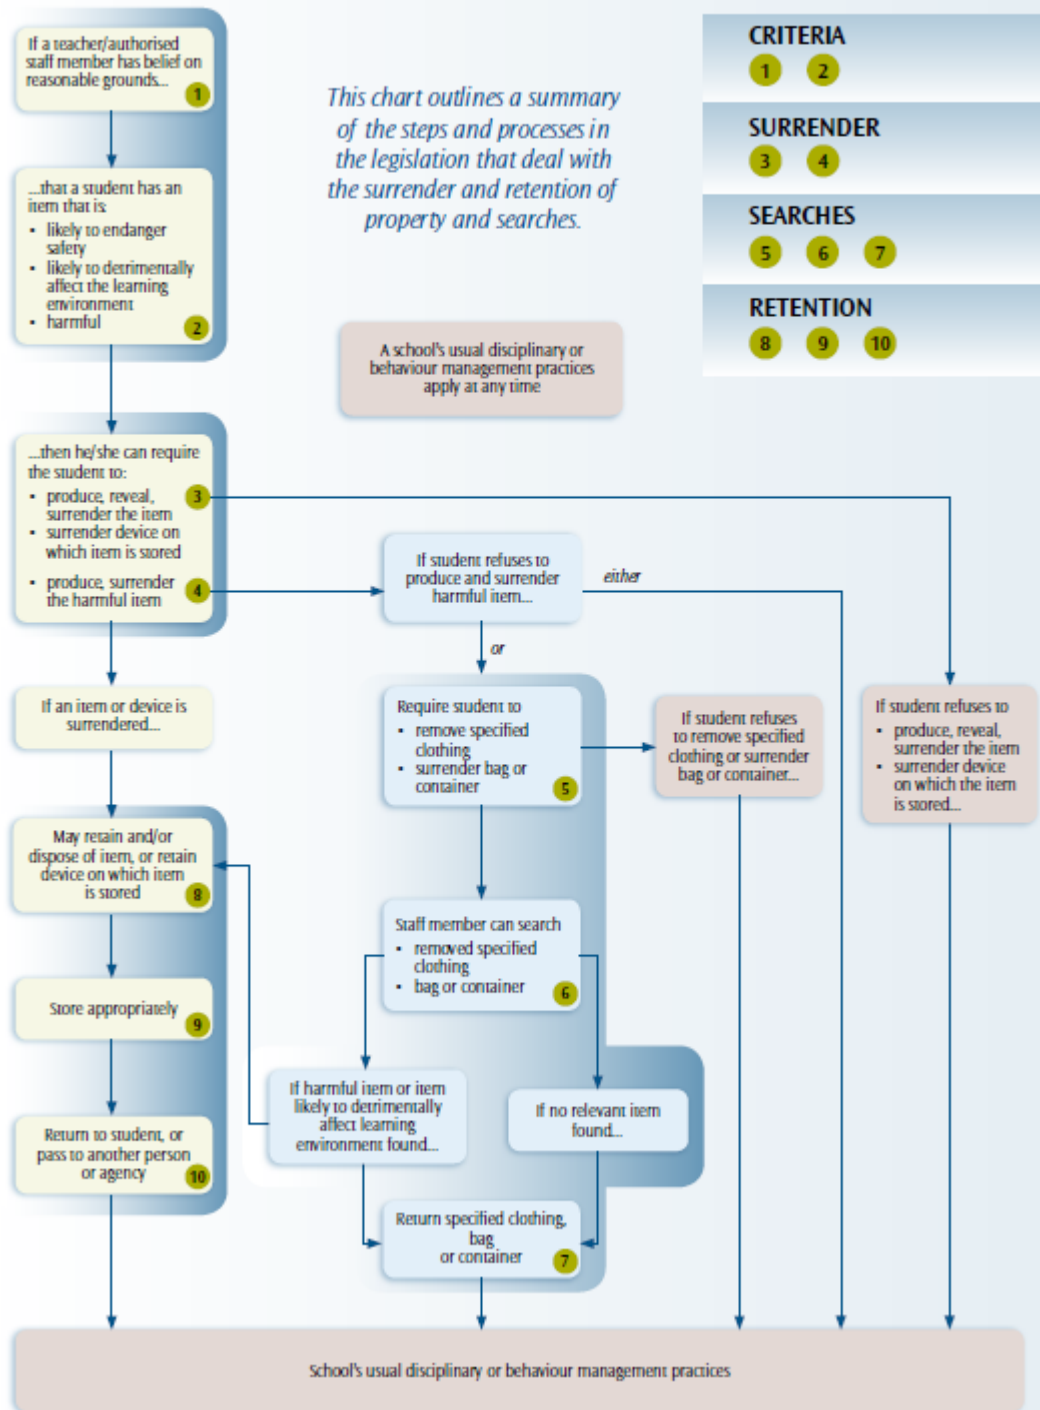 If a teacher/authorised
staff member has belief on
reasonable grounds...
1
...that a student has an
item that is:
• likely to endanger
safety
• likely to detrimentally
affect the learning
environment
• harmful
2
This chart outlines a summary
of the steps and processes in
the legislation that deal with
the surrender and retention of
property and searches.
CRITERIA
1 2
SURRENDER
3 4
SEARCHES
5 6 7
RETENTION
8 9 10
A school's usual disciplinary or
behaviour management practices
apply at any time
...then he/she can require
the student to:
• produce, reveal,
surrender the item
3
• surrender device on
which item is stored
• produce, surrender
the harmful item
4
If student refuses to
produce and surrender
harmful item...
either
or
If an item or device is
surrendered...
Require student to
• remove specified
clothing
• surrender bag or
container
5
If student refuses
to remove specified
clothing or surrender
bag or container...
If student refuses to
• produce, reveal,
surrender the item
• surrender device
on which the item
is stored...
May retain and/or
dispose of item, or retain
device on which item
is stored
8
Staff member can search
• removed specified
clothing
• bag or container
6
Store appropriately
9
If harmful item or item
likely to detrimentally
affect learning
environment found...
If no relevant item
found...
Return to student, or
pass to another person
or agency
10
Return specified clothing,
bag
or container
7
School's usual disciplinary or behaviour management practices